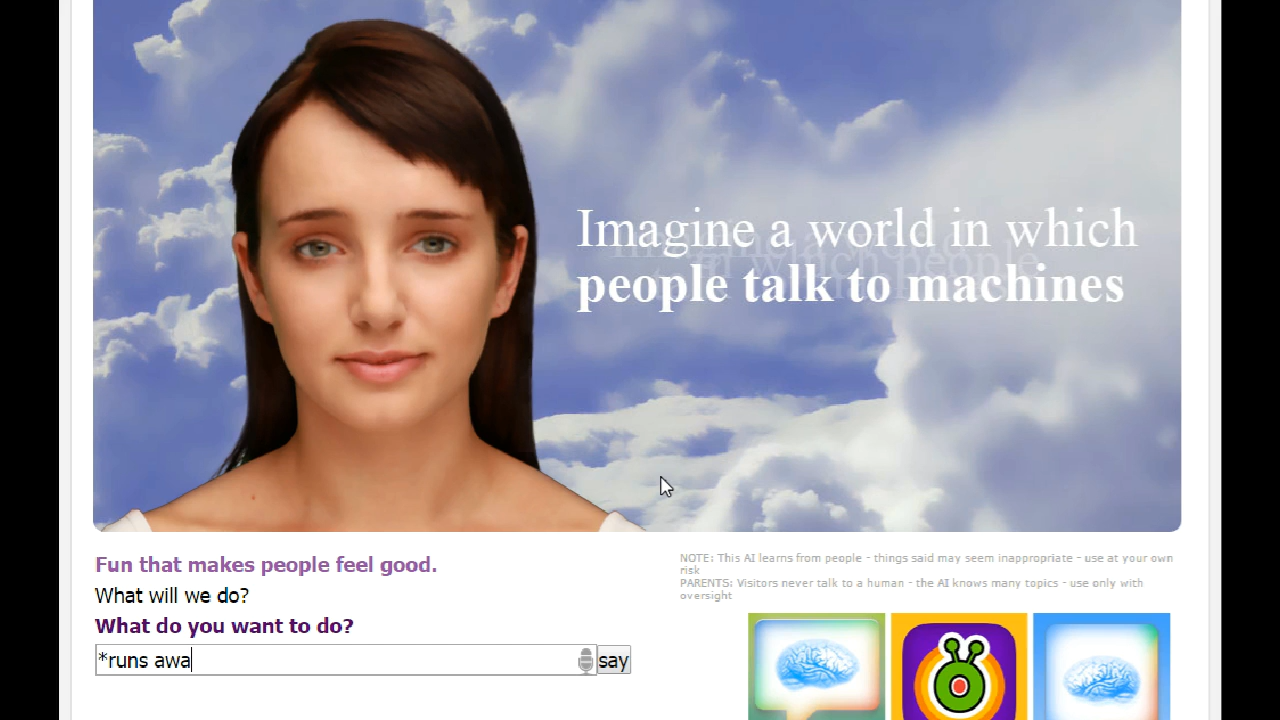 Imagine a world in which
people talk to machines
Fun that makes people feel good.
What will we do?
What do you want to do?
*runs awa
say
NOTE: This AI learns from people - things said may seem inappropriate - use at your own
risk
PARENTS: Visitors never talk to a human - the AI knows many topics - use only with
oversight